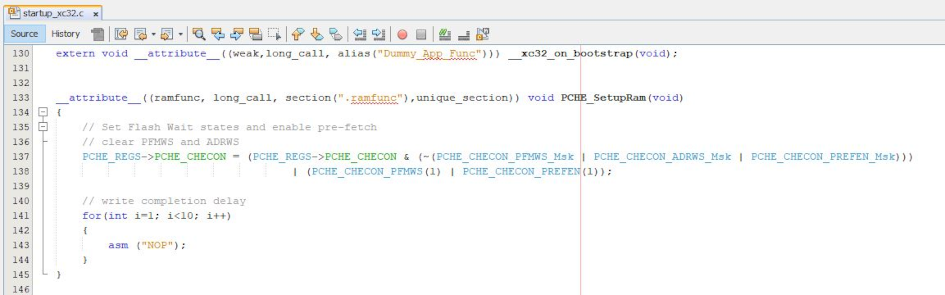 startup_xc32.c x
Source History
130 extern void __attribute__((weak,long_call, alias("Dummy_App_Func"))) __xc32_on_bootstrap(void);
131
132
133 __attribute__((ramfunc, long_call, section(".ramfunc"),unique_section)) void PCHE_SetupRam(void)
134 {
135 // Set Flash Wait states and enable pre-fetch
136 // clear PFMWS and ADRWS
137 PCHE_REGS->PCHE_CHECON = (PCHE_REGS->PCHE_CHECON & (~(PCHE_CHECON_PFMWS_Msk | PCHE_CHECON_ADRWS_Msk | PCHE_CHECON_PREFEN_Msk)))
138 | (PCHE_CHECON_PFMWS(1) | PCHE_CHECON_PREFEN(1));
139
140 // write completion delay
141 for(int i=1; i<10; i++)
142 {
143 asm ("NOP");
144 }
145 }
146